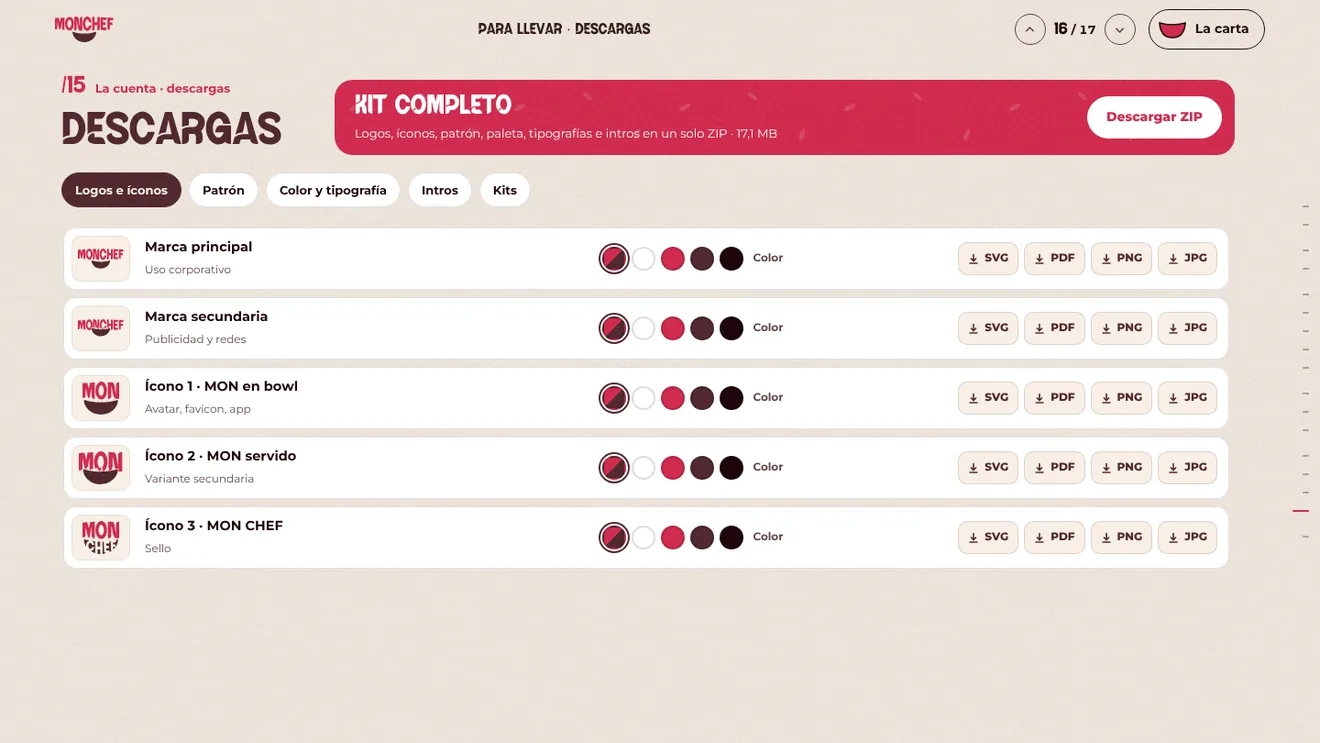 MONCHEF
PARA LLEVAR · DESCARGAS
16 / 17
La carta
/15 La cuenta · descargas
DESCARGAS
KIT COMPLETO
Logos, íconos, patrón, paleta, tipografías e intros en un solo ZIP · 17,1 MB
Descargar ZIP
Logos e íconos
Patrón
Color y tipografía
Intros
Kits
MONCHEF
Marca principal
Uso corporativo
Color
SVG
PDF
PNG
JPG
MONCHEF
Marca secundaria
Publicidad y redes
Color
SVG
PDF
PNG
JPG
MON
Ícono 1 · MON en bowl
Avatar, favicon, app
Color
SVG
PDF
PNG
JPG
MON
Ícono 2 · MON servido
Variante secundaria
Color
SVG
PDF
PNG
JPG
MON
CHEF
Ícono 3 · MON CHEF
Sello
Color
SVG
PDF
PNG
JPG